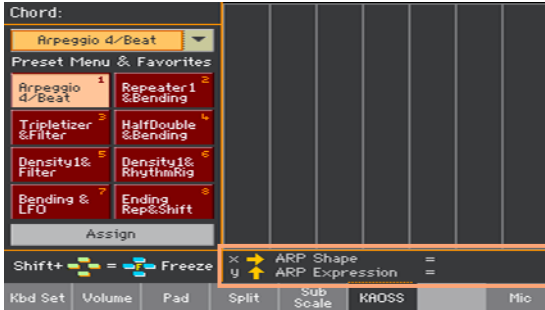 Chord:
Arpeggio 4/Beat
Preset Menu & Favorites
Arpeggio 4/Beat 1
Repeater1 &Bending 2
Tripletizer &Filter 3
HalfDouble &Bending 4
Density1& Filter 5
Density1& RhythmRig 6
Bending & LFO 7
Ending Rep&Shift 8
Assign
Shift+ = F Freeze
x ARP Shape =
y ARP Expression =
Kbd Set Volume Pad Split Sub Scale KAOSS Mic